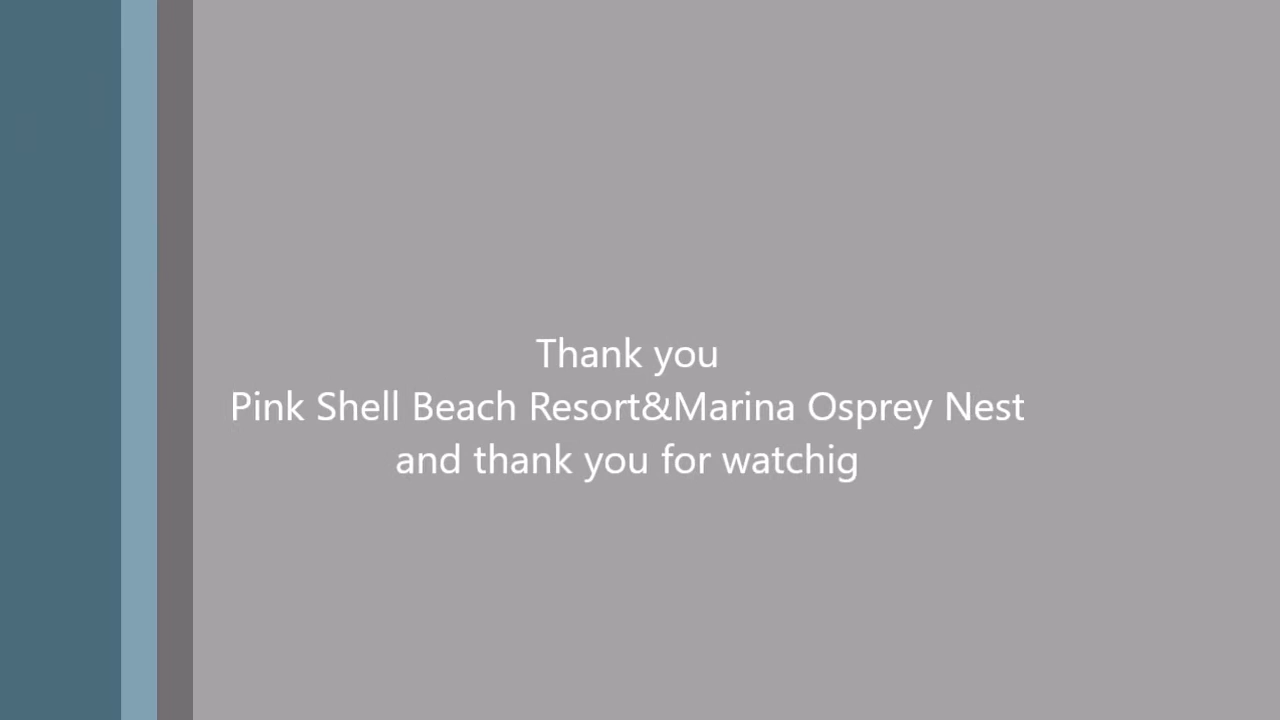 Thank you
Pink Shell Beach Resort&Marina Osprey Nest
and thank you for watchig